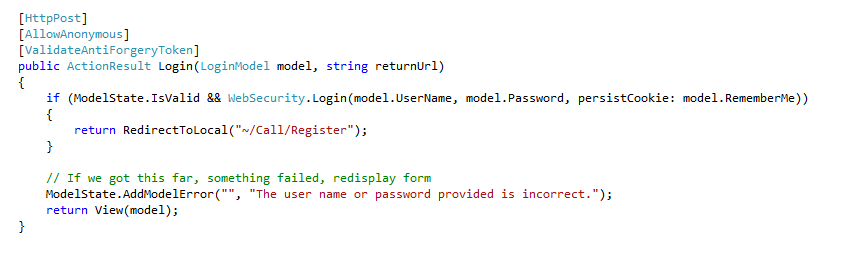 [HttpPost]
[AllowAnonymous]
[ValidateAntiForgeryToken]
public ActionResult Login(LoginModel model, string returnUrl)
{
    if (ModelState.IsValid && WebSecurity.Login(model.UserName, model.Password, persistCookie: model.RememberMe))
    {
        return RedirectToLocal("~/Call/Register");
    }

    // If we got this far, something failed, redisplay form
    ModelState.AddModelError("", "The user name or password provided is incorrect.");
    return View(model);
}